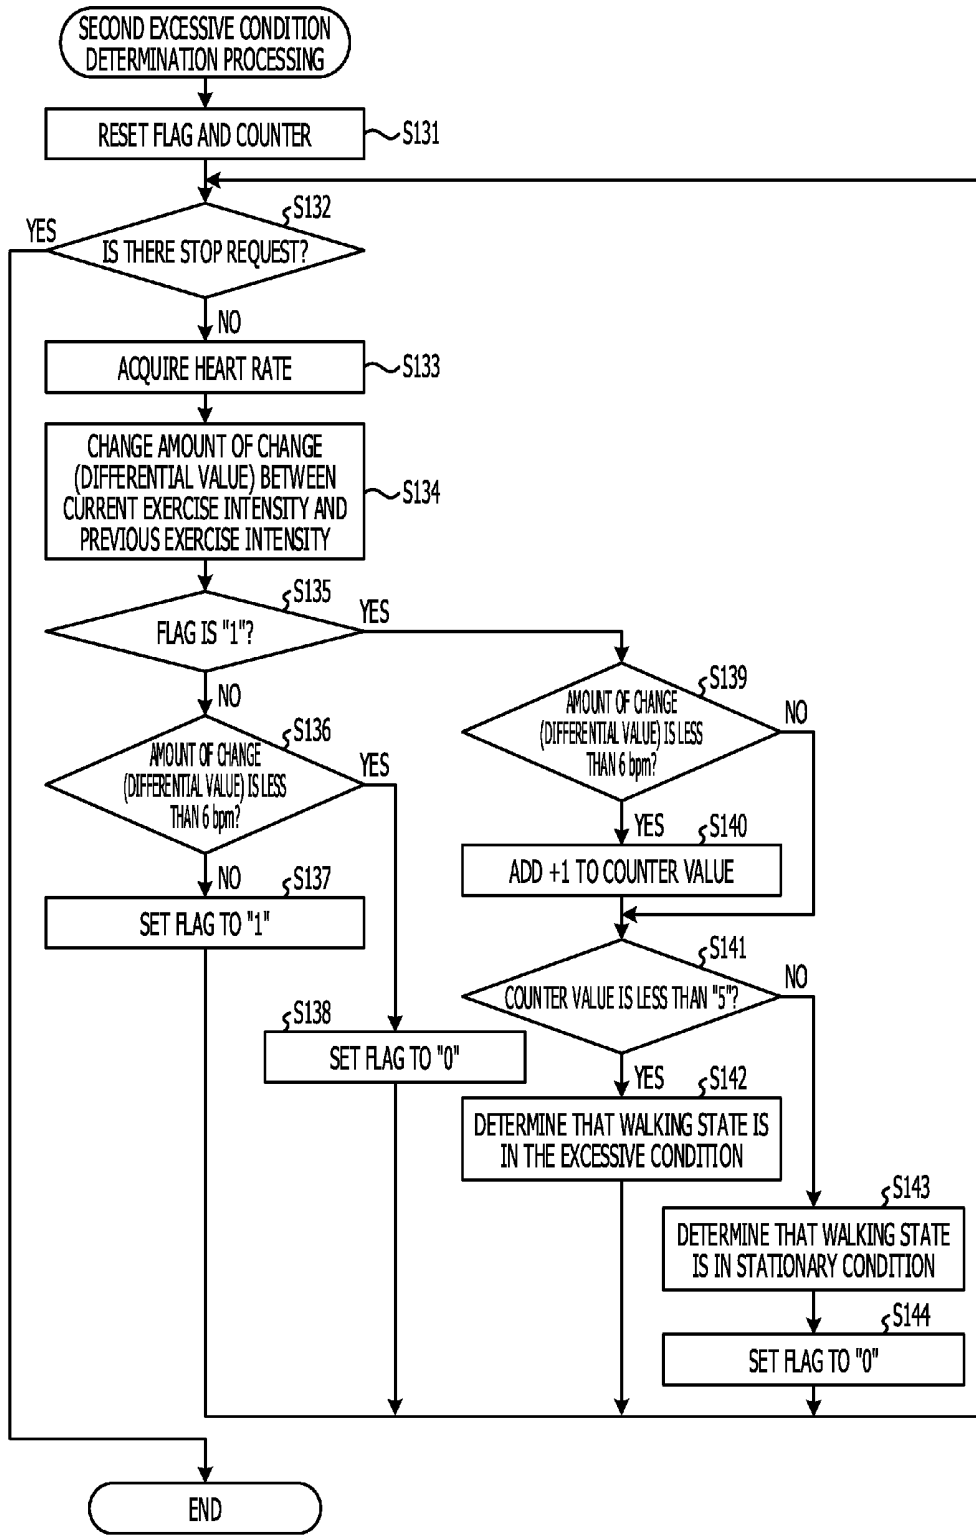 SECOND EXCESSIVE CONDITION
DETERMINATION PROCESSING
RESET FLAG AND COUNTER
S131
S132
YES
IS THERE STOP REQUEST?
NO
ACQUIRE HEART RATE
S133
CHANGE AMOUNT OF CHANGE
(DIFFERENTIAL VALUE) BETWEEN
CURRENT EXERCISE INTENSITY AND
PREVIOUS EXERCISE INTENSITY
S134
S135
YES
FLAG IS "1"?
NO
S136
AMOUNT OF CHANGE
(DIFFERENTIAL VALUE) IS LESS
THAN 6 bpm?
YES
NO
S137
SET FLAG TO "1"
S138
SET FLAG TO "0"
S139
AMOUNT OF CHANGE
(DIFFERENTIAL VALUE) IS LESS
THAN 6 bpm?
NO
YES
S140
ADD +1 TO COUNTER VALUE
S141
COUNTER VALUE IS LESS THAN "5"?
NO
YES
S142
DETERMINE THAT WALKING STATE IS
IN THE EXCESSIVE CONDITION
S143
DETERMINE THAT WALKING STATE
IS IN STATIONARY CONDITION
S144
SET FLAG TO "0"
END